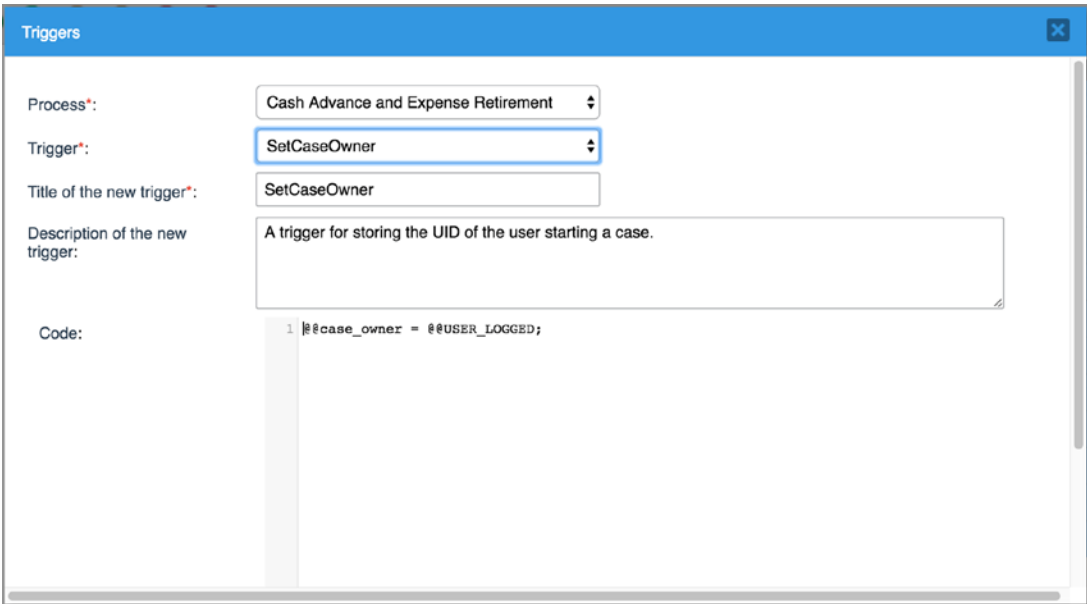 Triggers
Process*:
Cash Advance and Expense Retirement
Trigger*:
SetCaseOwner
Title of the new trigger*:
SetCaseOwner
Description of the new
trigger:
A trigger for storing the UID of the user starting a case.
Code:
1 @@case_owner = @@USER_LOGGED;